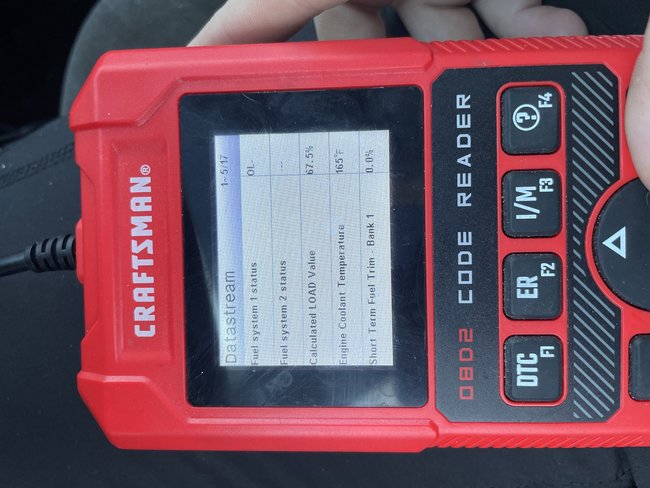 CRAFTSMAN®
Datastream 1~ 5/17
Fuel system 1 status OL-
Fuel system 2 status
Calculated LOAD Value 67.5%
Engine Coolant Temperature 165°F
Short Term Fuel Trim - Bank 1 0.0%
OBD2 CODE READER
DTC F1
ER F2
I/M F3
? F4